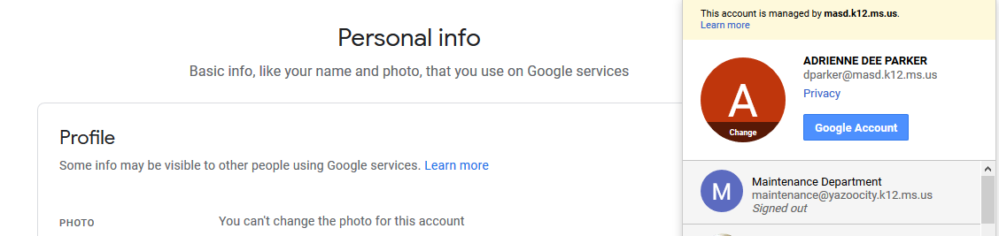 Personal info
Basic info, like your name and photo, that you use on Google services
Profile
Some info may be visible to other people using Google services. Learn more
PHOTO You can't change the photo for this account
This account is managed by masd.k12.ms.us.
Learn more
A
Change
ADRIENNE DEE PARKER
dparker@masd.k12.ms.us
Privacy
Google Account
M
Maintenance Department
maintenance@yazoocity.k12.ms.us
Signed out